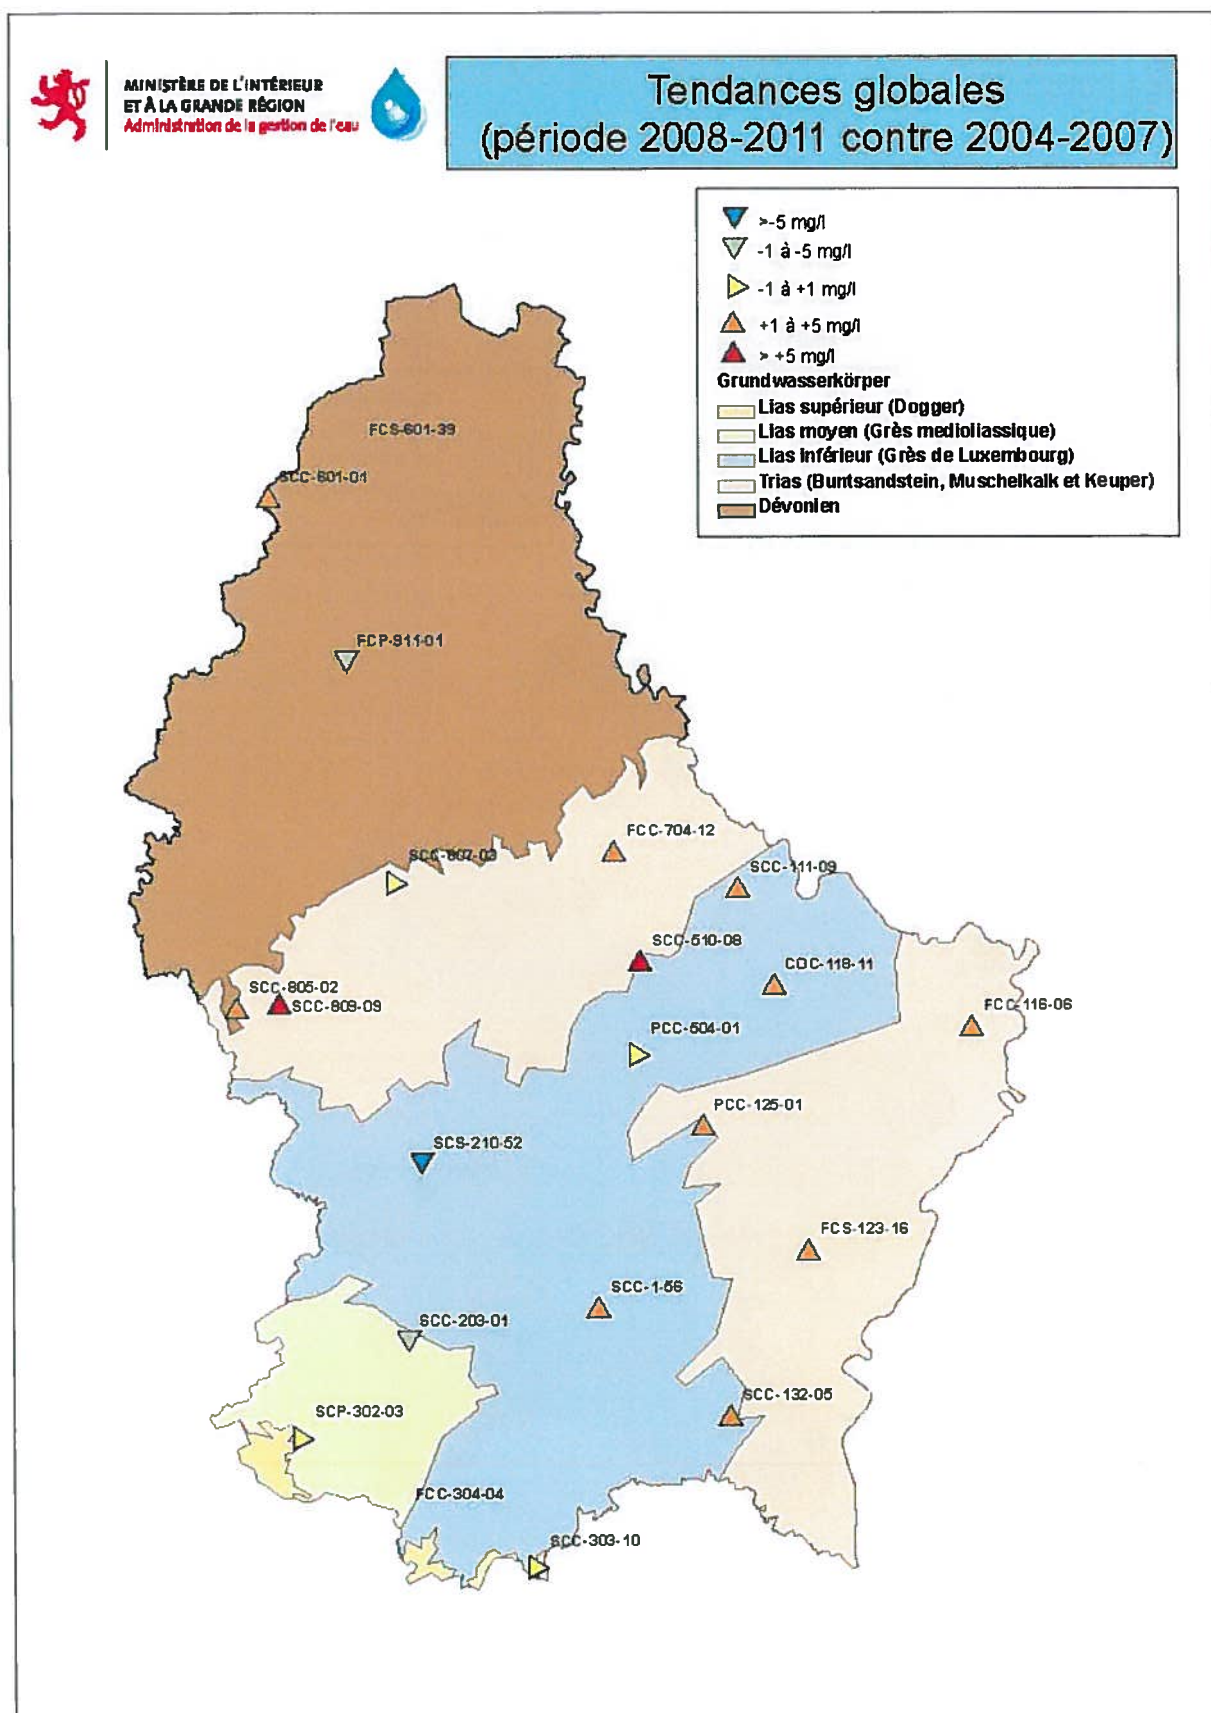 MINISTÈRE DE L'INTÉRIEUR
ET À LA GRANDE RÉGION
Administration de la gestion de l'eau
Tendances globales
(période 2008-2011 contre 2004-2007)
>-5 mg/l
-1 à -5 mg/l
-1 à +1 mg/l
+1 à +5 mg/l
> +5 mg/l
Grundwasserkörper
Lias supérieur (Dogger)
Lias moyen (Grès medioliassique)
Lias inférieur (Grès de Luxembourg)
Trias (Buntsandstein, Muschelkalk et Keuper)
Dévonien
FCS-601-39
SCC-601-04
FCP-911-01
FCC-704-12
SCC-807-03
SCC-111-09
SCC-510-08
COC-118-11
SCC-805-02
SCC-809-09
FCC-116-06
PCC-504-01
PCC-125-01
SCS-210-52
FCS-123-16
SCC-1-56
SCC-203-01
SCC-132-05
SCP-302-03
FCC-304-04
SCC-303-10